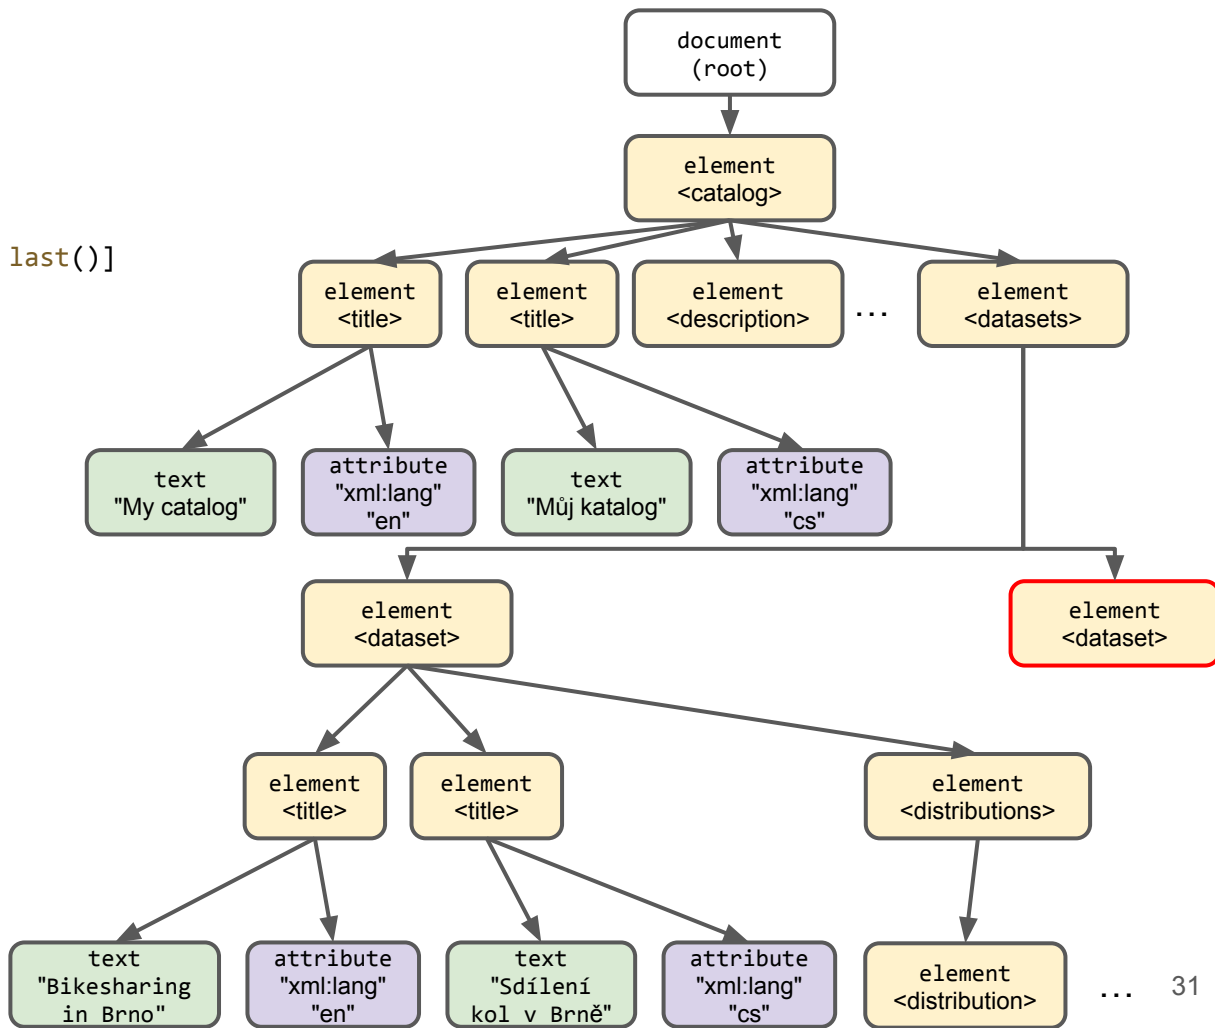 document
(root)
element
<catalog>
last()]
element
<title>
element
<title>
element
<description>
...
element
<datasets>
text
"My catalog"
attribute
"xml:lang"
"en"
text
"Můj katalog"
attribute
"xml:lang"
"cs"
element
<dataset>
element
<dataset>
element
<title>
element
<title>
element
<distributions>
text
"Bikesharing
in Brno"
attribute
"xml:lang"
"en"
text
"Sdílení
kol v Brně"
attribute
"xml:lang"
"cs"
element
<distribution>
...
31